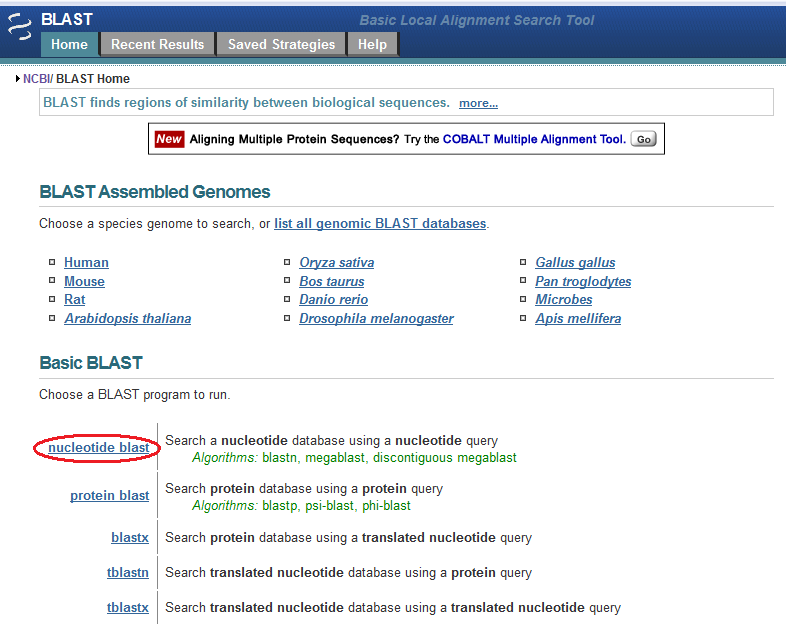 BLAST
Basic Local Alignment Search Tool
Home Recent Results Saved Strategies Help
NCBI/ BLAST Home
BLAST finds regions of similarity between biological sequences. more...
New Aligning Multiple Protein Sequences? Try the COBALT Multiple Alignment Tool. Go
BLAST Assembled Genomes
Choose a species genome to search, or list all genomic BLAST databases.
Human
Mouse
Rat
Arabidopsis thaliana
Oryza sativa
Bos taurus
Danio rerio
Drosophila melanogaster
Gallus gallus
Pan troglodytes
Microbes
Apis mellifera
Basic BLAST
Choose a BLAST program to run.
nucleotide blast
Search a nucleotide database using a nucleotide query
Algorithms: blastn, megablast, discontiguous megablast
protein blast
Search protein database using a protein query
Algorithms: blastp, psi-blast, phi-blast
blastx
Search protein database using a translated nucleotide query
tblastn
Search translated nucleotide database using a protein query
tblastx
Search translated nucleotide database using a translated nucleotide query